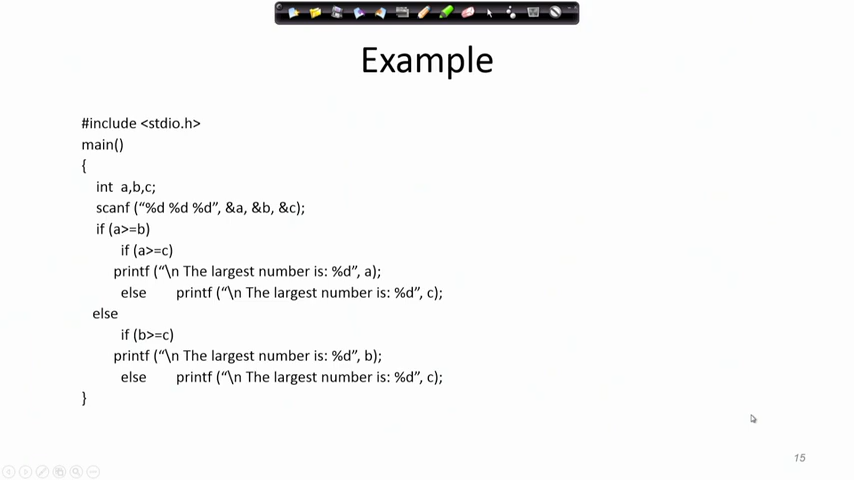 Example
#include <stdio.h>
main()
{
int a,b,c;
scanf (“%d %d %d”, &a, &b, &c);
if (a>=b)
if (a>=c)
printf (“\n The largest number is: %d”, a);
else printf (“\n The largest number is: %d”, c);
else
if (b>=c)
printf (“\n The largest number is: %d”, b);
else printf (“\n The largest number is: %d”, c);
}
15